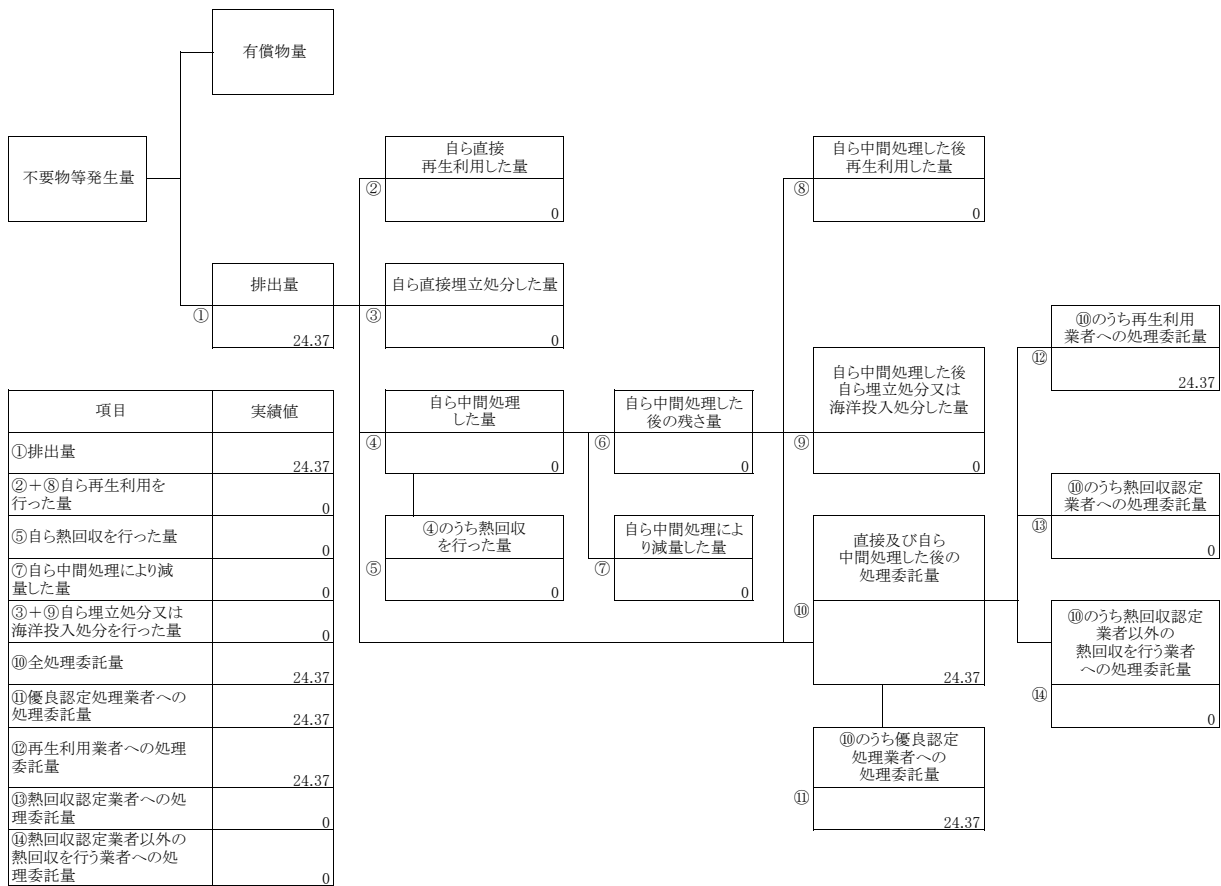 有償物量
不要物等発生量
排出量
①
24.37
自ら直接
再生利用した量
②
0
自ら直接埋立処分した量
③
0
自ら中間処理
した量
④
0
④のうち熱回収
を行った量
⑤
0
自ら中間処理した
後の残さ量
⑥
0
自ら中間処理によ
り減量した量
⑦
0
自ら中間処理した後
再生利用した量
⑧
0
自ら中間処理した後
自ら埋立処分又は
海洋投入処分した量
⑨
0
直接及び自ら
中間処理した後の
処理委託量
⑩
24.37
⑩のうち優良認定
処理業者への
処理委託量
⑪
24.37
⑩のうち再生利用
業者への処理委託量
⑫
24.37
⑩のうち熱回収認定
業者への処理委託量
⑬
0
⑩のうち熱回収認定
業者以外の
熱回収を行う業者
への処理委託量
⑭
0
項目 実績値
①排出量
24.37
②＋⑧自ら再生利用を
行った量
0
⑤自ら熱回収を行った量
0
⑦自ら中間処理により減
量した量
0
③＋⑨自ら埋立処分又は
海洋投入処分を行った量
0
⑩全処理委託量
24.37
⑪優良認定処理業者への
処理委託量
24.37
⑫再生利用業者への処理
委託量
24.37
⑬熱回収認定業者への処
理委託量
0
⑭熱回収認定業者以外の
熱回収を行う業者への処
理委託量
0